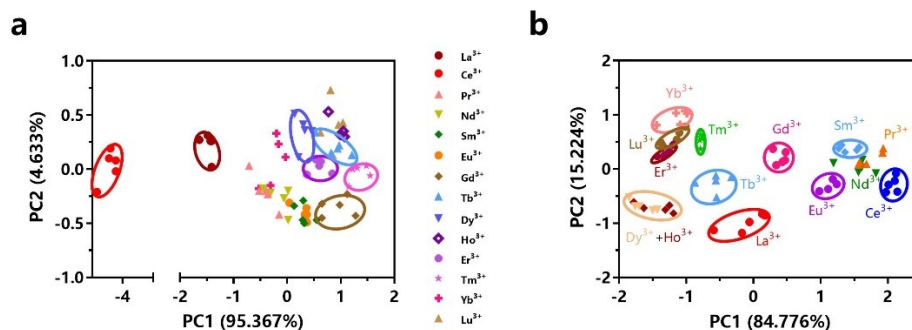 a
PC2 (4.633%)
1.0
0.5
0.0
-0.5
-1.0
-4
-2
-1
0
1
2
PC1 (95.367%)
La³⁺
Ce³⁺
Pr³⁺
Nd³⁺
Sm³⁺
Eu³⁺
Gd³⁺
Tb³⁺
Dy³⁺
Ho³⁺
Er³⁺
Tm³⁺
Yb³⁺
Lu³⁺
b
PC2 (15.224%)
2
1
0
-1
-2
Yb³⁺
Lu³⁺
Tm³⁺
Er³⁺
Gd³⁺
Sm³⁺
Pr³⁺
Tb³⁺
Nd³⁺
Eu³⁺
Ce³⁺
Dy³⁺ +Ho³⁺
La³⁺
-2
-1
0
1
2
PC1 (84.776%)